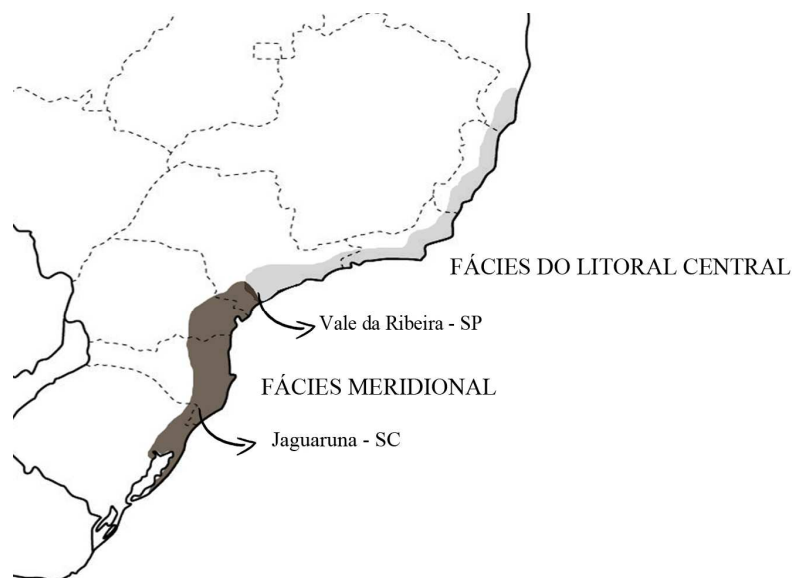 FÁCIES DO LITORAL CENTRAL
Vale da Ribeira - SP
FÁCIES MERIDIONAL
Jaguaruna - SC